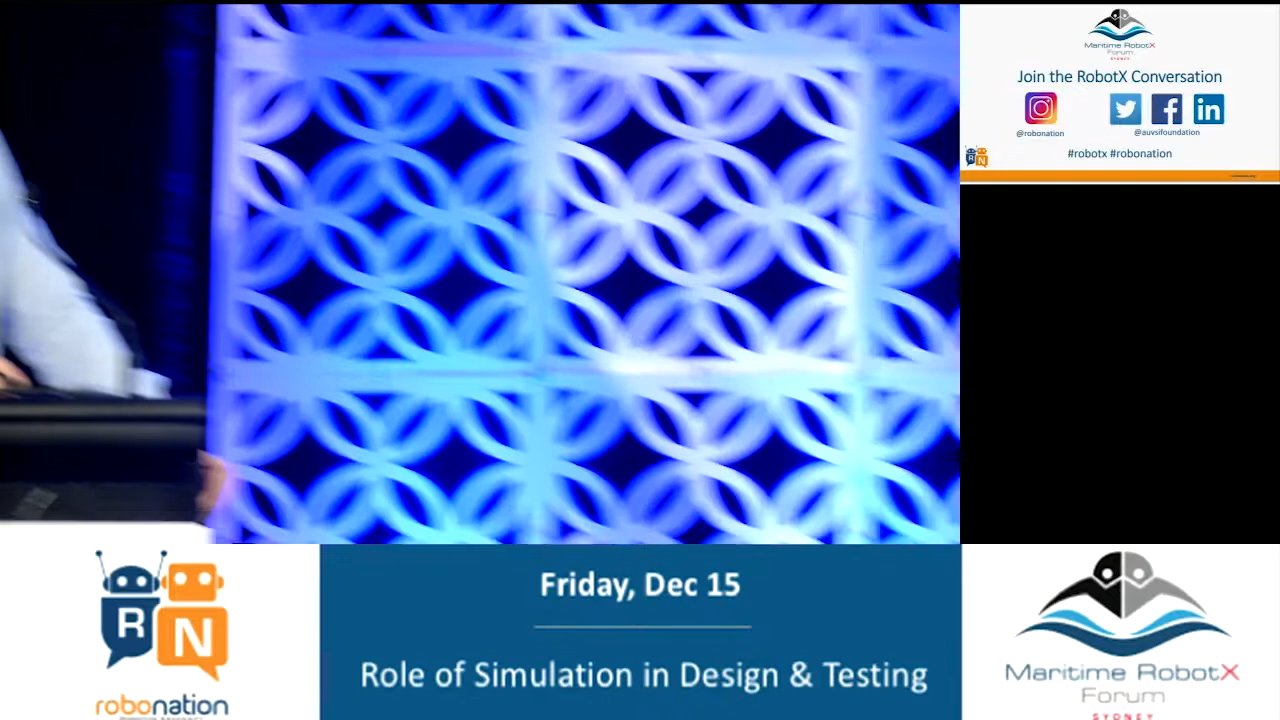 Maritime RobotX
Forum
SYDNEY
Join the RobotX Conversation
@robonation
@auvsifoundation
#robotx #robonation
R N
R N
robonation
Friday, Dec 15
Role of Simulation in Design & Testing
Maritime RobotX
Forum
SYDNEY